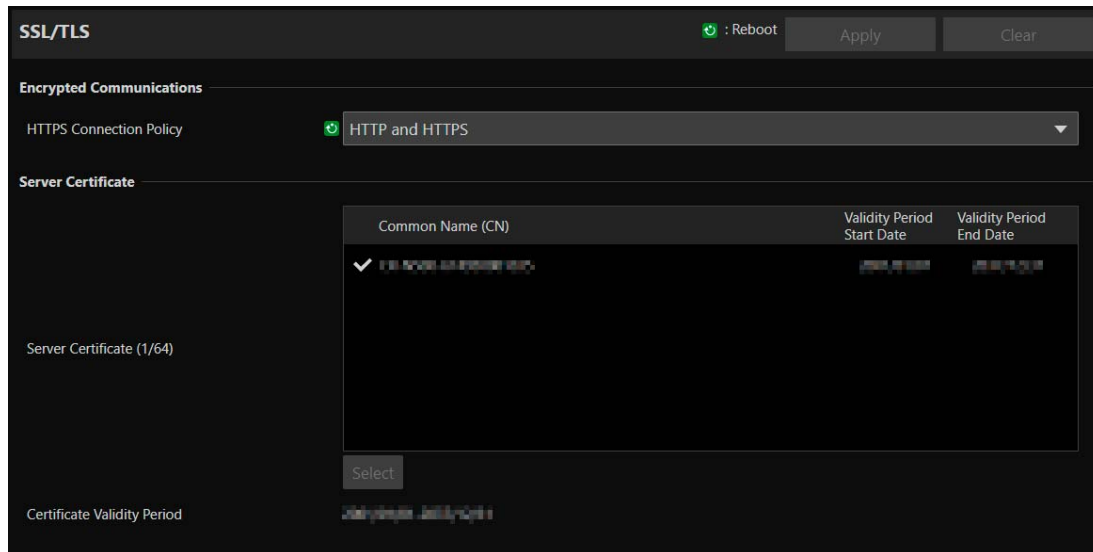 SSL/TLS : Reboot Apply Clear
Encrypted Communications
HTTPS Connection Policy HTTP and HTTPS
Server Certificate
Common Name (CN) Validity Period Start Date Validity Period End Date
Server Certificate (1/64)
Select
Certificate Validity Period